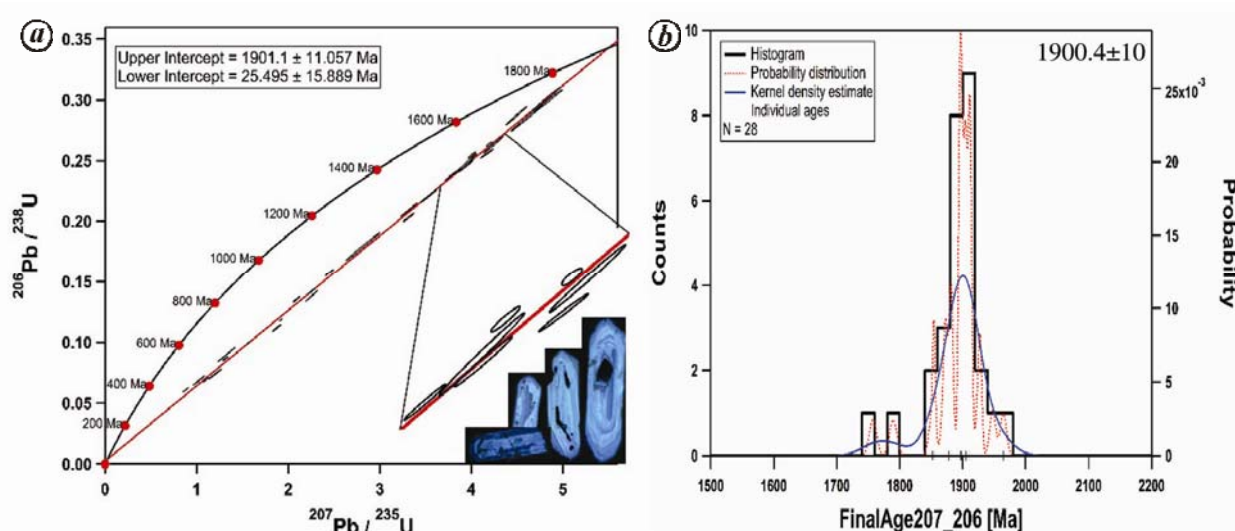 a
Upper Intercept = 1901.1 ± 11.057 Ma
Lower Intercept = 25.495 ± 15.889 Ma
0.35
0.30
0.25
0.20
0.15
0.10
0.05
0.00
206Pb / 238U
200 Ma
400 Ma
600 Ma
800 Ma
1000 Ma
1200 Ma
1400 Ma
1600 Ma
1800 Ma
0 1 2 3 4 5
207Pb / 235U
b
Histogram
Probability distribution
Kernel density estimate
Individual ages
N = 28
1900.4±10
10
8
6
4
2
0
Counts
25x10-3
20
15
10
5
0
Probability
1500 1600 1700 1800 1900 2000 2100 2200
FinalAge207_206 [Ma]